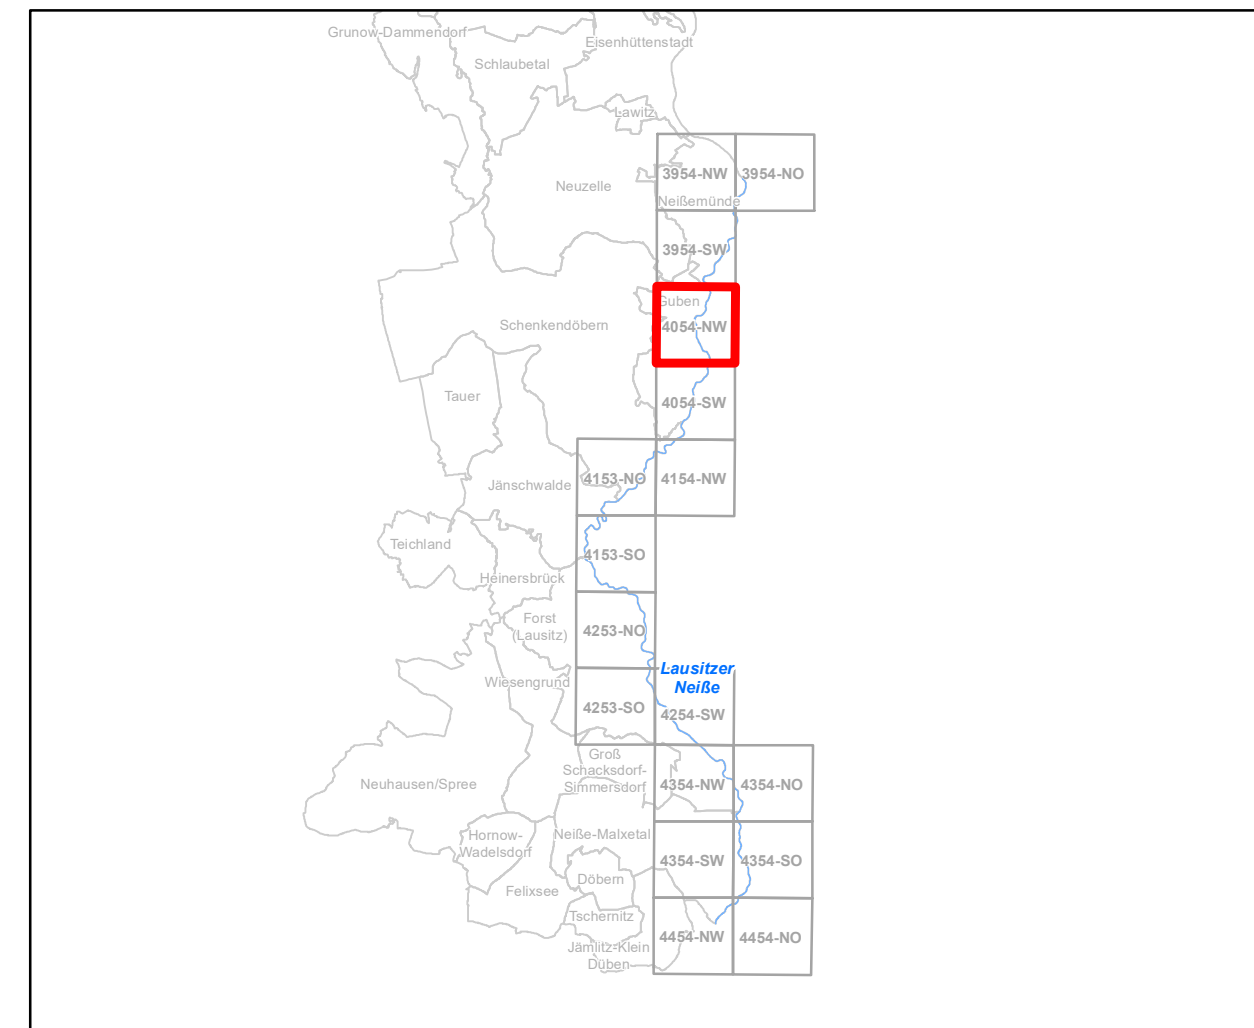 Grunow-Dammendorf
Eisenhüttenstadt
Schlaubetal
Lawitz
3954-NW
3954-NO
Neuzelle
Neißemünde
3954-SW
Guben
4054-NW
Schenkendöbern
Tauer
4054-SW
4153-NO
4154-NW
Jänschwalde
Teichland
4153-SO
Heinersbrück
Forst
(Lausitz)
4253-NO
Lausitzer
Neiße
Wiesengrund
4253-SO
4254-SW
Groß
Schacksdorf-
Simmersdorf
Neuhausen/Spree
4354-NW
4354-NO
Hornow-
Wadelsdorf
Neiße-Malxetal
4354-SW
4354-SO
Döbern
Felixsee
Tschernitz
4454-NW
4454-NO
Jämlitz-Klein
Düben